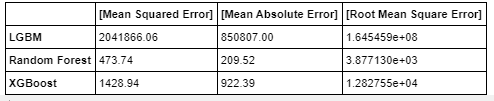 [Mean Squared Error] [Mean Absolute Error] [Root Mean Square Error]
LGBM 2041866.06 850807.00 1.645459e+08
Random Forest 473.74 209.52 3.877130e+03
XGBoost 1428.94 922.39 1.282755e+04